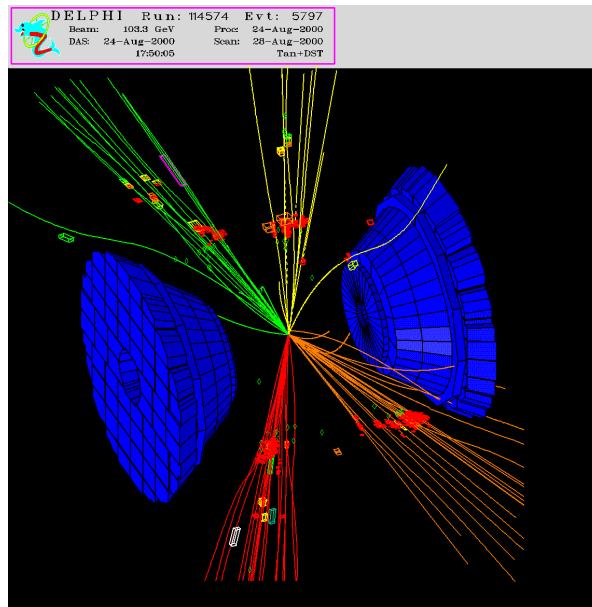 DELPHI Run: 114574 Evt: 5797
Beam: 103.3 GeV Proc: 24-Aug-2000
DAS: 24-Aug-2000 Scan: 28-Aug-2000
17:50:05 Tan+DST